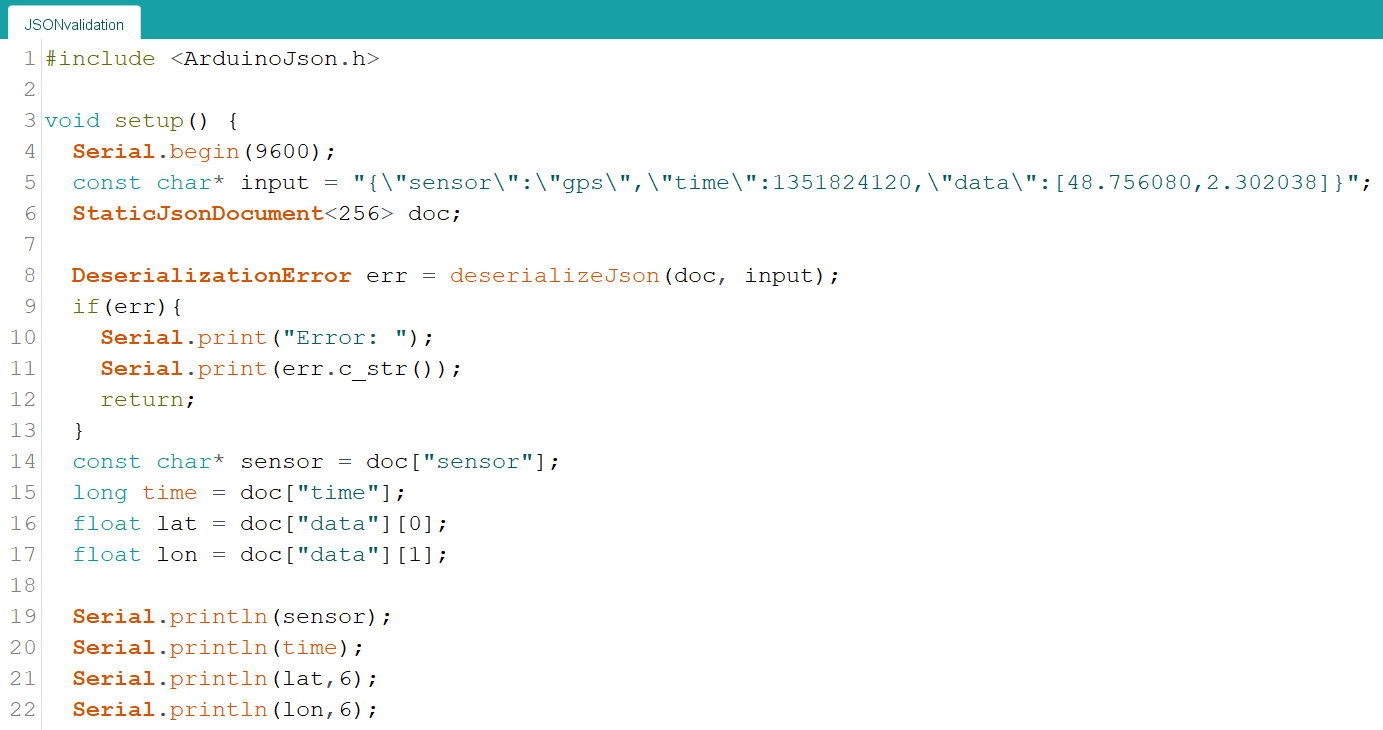 JSONvalidation
1 #include <ArduinoJson.h>
2
3 void setup() {
4   Serial.begin(9600);
5   const char* input = "{\"sensor\":\"gps\",\"time\":1351824120,\"data\":[48.756080,2.302038]}";
6   StaticJsonDocument<256> doc;
7
8   DeserializationError err = deserializeJson(doc, input);
9   if(err){
10     Serial.print("Error: ");
11     Serial.print(err.c_str());
12     return;
13   }
14   const char* sensor = doc["sensor"];
15   long time = doc["time"];
16   float lat = doc["data"][0];
17   float lon = doc["data"][1];
18
19   Serial.println(sensor);
20   Serial.println(time);
21   Serial.println(lat,6);
22   Serial.println(lon,6);